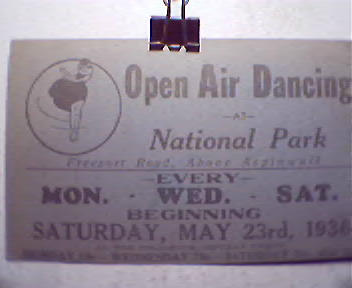 Open Air Dancing
—AT—
National Park
Freeport Road, Above Aspinwall
—EVERY—
MON. - WED. - SAT.
BEGINNING
SATURDAY, MAY 23rd, 1936